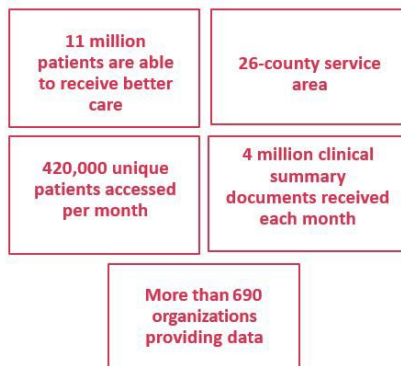 11 million
patients are able
to receive better
care
26-county service
area
420,000 unique
patients accessed
per month
4 million clinical
summary
documents received
each month
More than 690
organizations
providing data